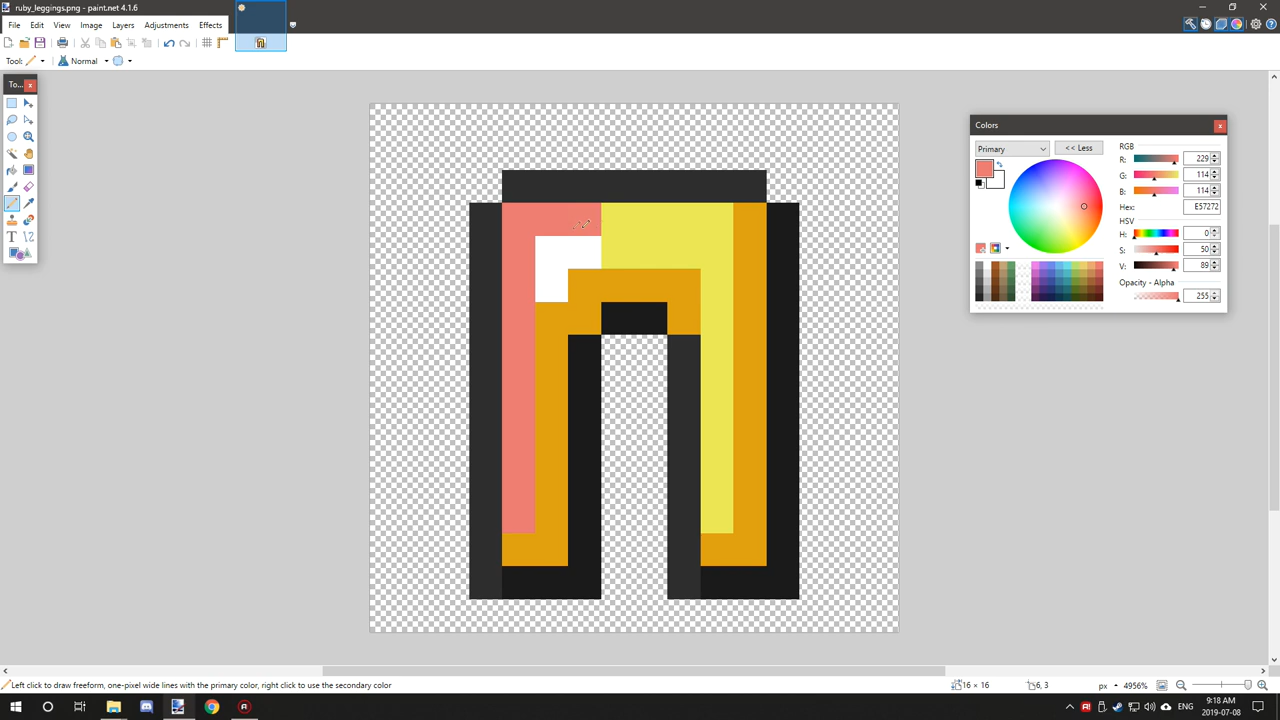 ruby_leggings.png - paint.net 4.1.6
File Edit View Image Layers Adjustments Effects
Tool: Normal
To...
Colors
Primary << Less
RGB
R: 229
G: 114
B: 114
Hex: E57272
HSV
H: 0
S: 50
V: 89
Opacity - Alpha
255
Left click to draw freeform, one-pixel wide lines with the primary color, right click to use the secondary color
16 × 16
6, 3
px
4956%
ENG
9:18 AM
2019-07-08